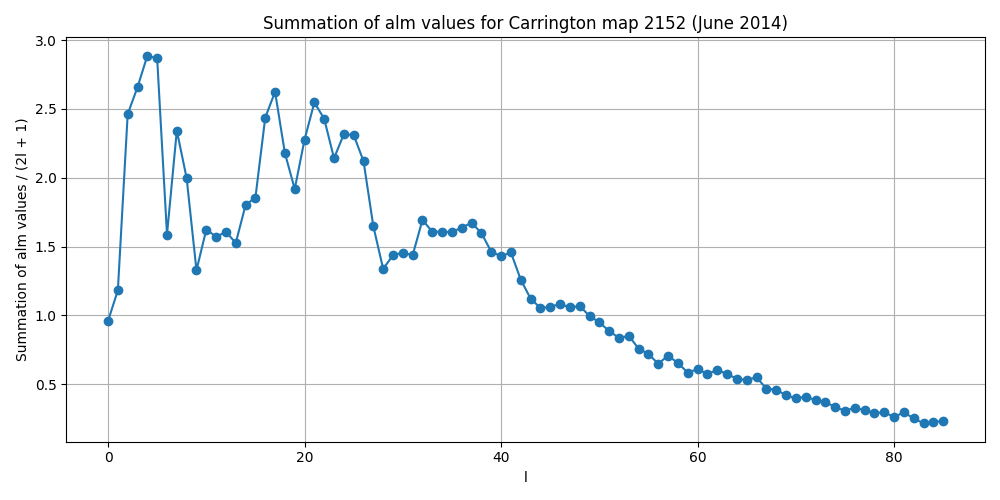 Summation of alm values for Carrington map 2152 (June 2014)
Summation of alm values / (2l + 1)
3.0
2.5
2.0
1.5
1.0
0.5
0 20 40 60 80
l